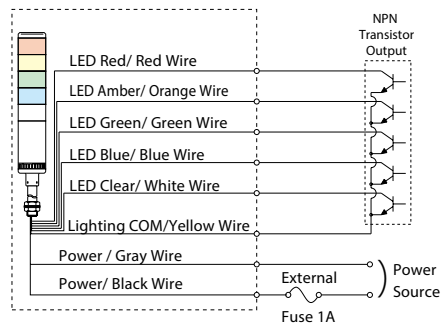 NPN
Transistor
Output
LED Red/ Red Wire
LED Amber/ Orange Wire
LED Green/ Green Wire
LED Blue/ Blue Wire
LED Clear/ White Wire
Lighting COM/Yellow Wire
Power / Gray Wire
Power/ Black Wire
External
Fuse 1A
Power
Source